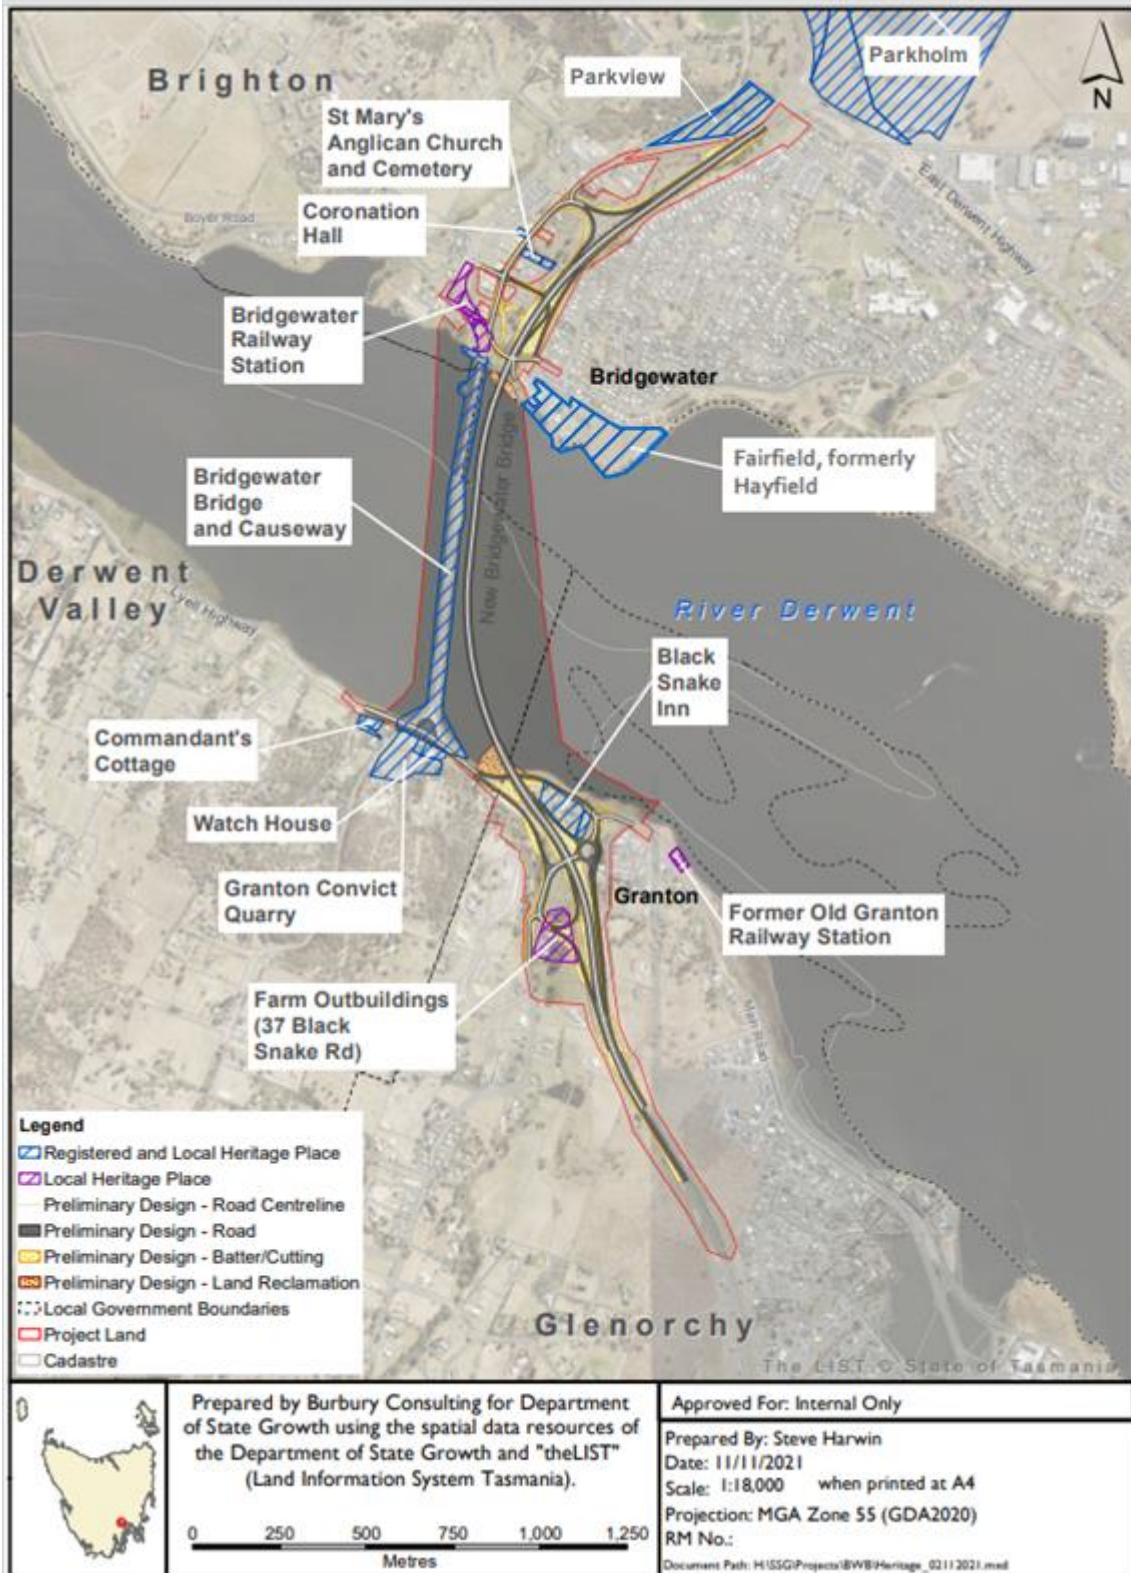 Brighton
Parkview
Parkholm
N
St Mary's
Anglican Church
and Cemetery
East Derwent Highway
Boyer Road
Coronation
Hall
Bridgewater
Railway
Station
Bridgewater
Fairfield, formerly
Hayfield
Bridgewater
Bridge
and Causeway
New Bridgewater Bridge
Derwent
Valley
Lyell Highway
River Derwent
Black
Snake
Inn
Commandant's
Cottage
Watch House
Granton Convict
Quarry
Granton
Former Old Granton
Railway Station
Farm Outbuildings
(37 Black
Snake Rd)
Main Road
Legend
Registered and Local Heritage Place
Local Heritage Place
Preliminary Design - Road Centreline
Preliminary Design - Road
Preliminary Design - Batter/Cutting
Preliminary Design - Land Reclamation
Local Government Boundaries
Project Land
Cadastre
Glenorchy
The LIST © State of Tasmania
Prepared by Burbury Consulting for Department
of State Growth using the spatial data resources of
the Department of State Growth and "theLIST"
(Land Information System Tasmania).
0 250 500 750 1,000 1,250
Metres
Approved For: Internal Only
Prepared By: Steve Harwin
Date: 11/11/2021
Scale: 1:18,000 when printed at A4
Projection: MGA Zone 55 (GDA2020)
RM No.:
Document Path: H:\SSG\Projects\BWB\Heritage_02112021.mxd